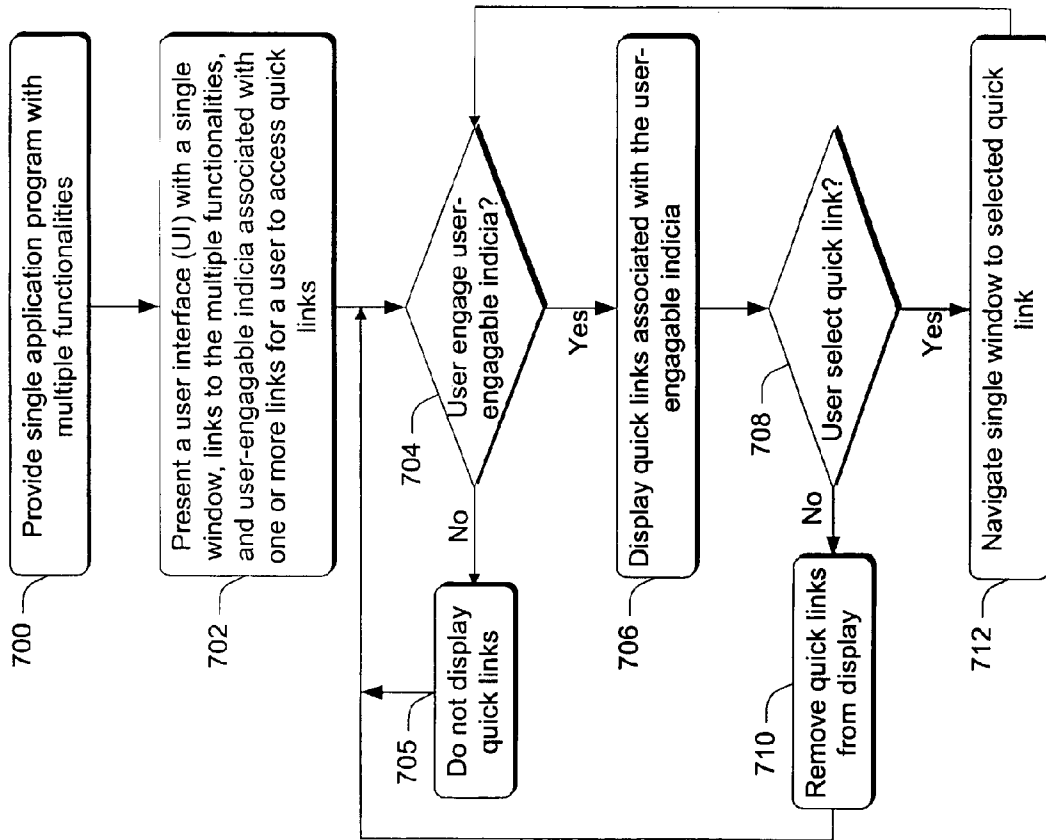 700
Provide single application program with
multiple functionalities
702
Present a user interface (UI) with a single
window, links to the multiple functionalities,
and user-engagable indicia associated with
one or more links for a user to access quick
links
704
User engage user-
engagable indicia?
No
Yes
705
Do not display
quick links
706
Display quick links associated with the user-
engagable indicia
708
User select quick link?
No
Yes
710
Remove quick links
from display
712
Navigate single window to selected quick
link